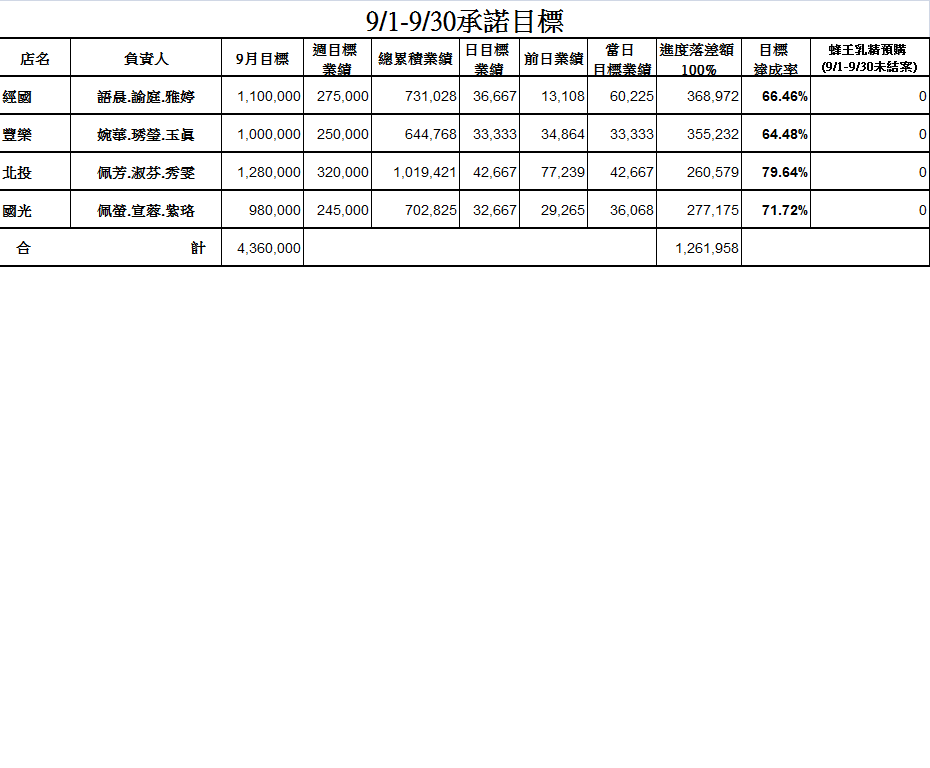 9/1-9/30承諾目標
店名 負責人 9月目標 週目標業績 總累積業績 日目標業績 前日業績 當日目標業績 進度落差額100% 目標達成率 蜂王乳精預購(9/1-9/30未結案)
經國 語晨.諭庭.雅婷 1,100,000 275,000 731,028 36,667 13,108 60,225 368,972 66.46% 0
豐樂 婉華.琇瑩.玉真 1,000,000 250,000 644,768 33,333 34,864 33,333 355,232 64.48% 0
北投 佩芳.淑芬.秀雯 1,280,000 320,000 1,019,421 42,667 77,239 42,667 260,579 79.64% 0
國光 佩螢.宣蓉.紫珞 980,000 245,000 702,825 32,667 29,265 36,068 277,175 71.72% 0
合計 4,360,000 1,261,958